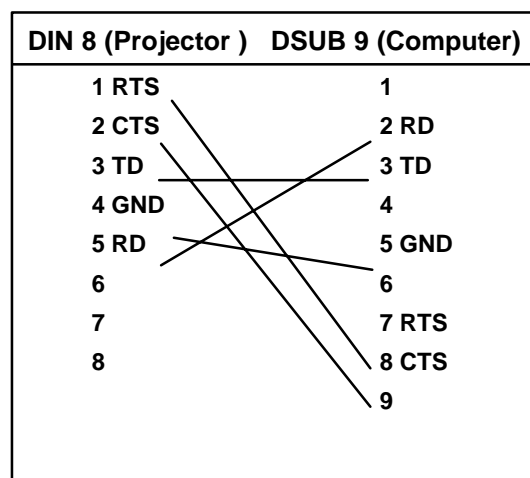 DIN 8 (Projector ) DSUB 9 (Computer)
1 RTS 1
2 CTS 2 RD
3 TD 3 TD
4 GND 4
5 RD 5 GND
6 6
7 7 RTS
8 8 CTS
9